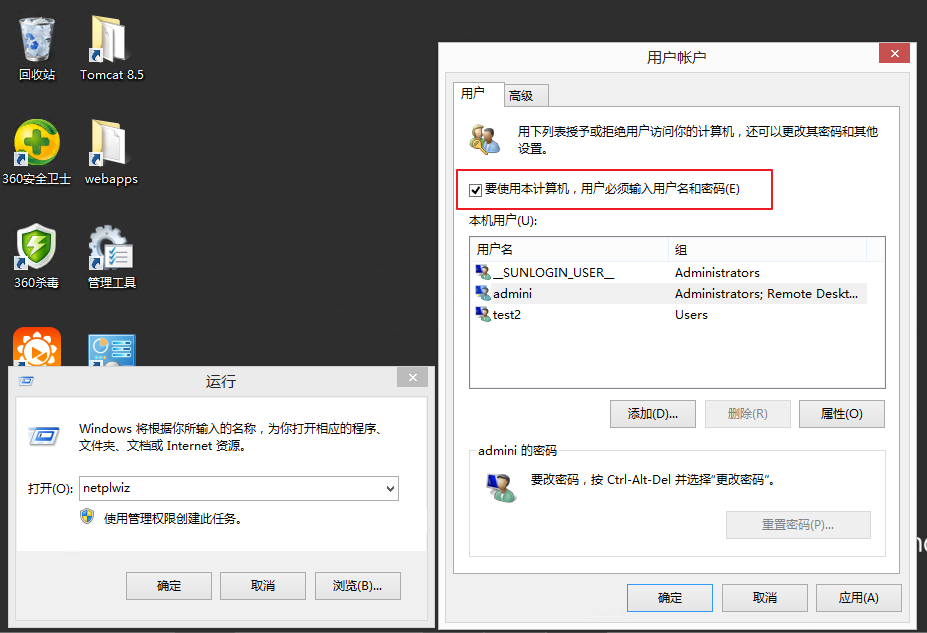 回收站
Tomcat 8.5
360安全卫士
webapps
360杀毒
管理工具
运行
Windows 将根据你所输入的名称，为你打开相应的程序、
文件夹、文档或 Internet 资源。
打开(O):
netplwiz
使用管理权限创建此任务。
确定
取消
浏览(B)...
用户帐户
用户
高级
用下列表授予或拒绝用户访问你的计算机，还可以更改其密码和其他
设置。
要使用本计算机，用户必须输入用户名和密码(E)
本机用户(U):
用户名
组
__SUNLOGIN_USER__
Administrators
admini
Administrators; Remote Deskt...
test2
Users
添加(D)...
删除(R)
属性(O)
admini 的密码
要改密码，按 Ctrl-Alt-Del 并选择"更改密码"。
重置密码(P)...
确定
取消
应用(A)